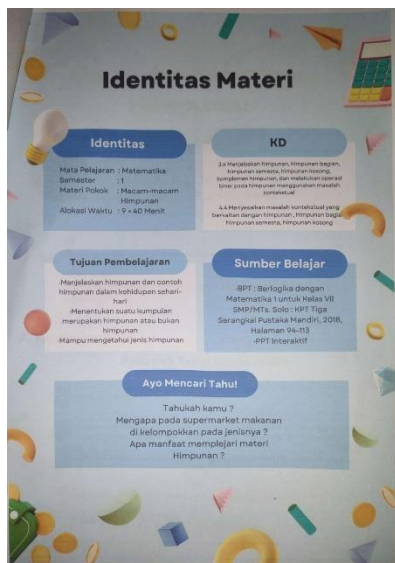 Identitas Materi
Identitas
Mata Pelajaran : Matematika
Semester : 1
Materi Pokok : Macam-macam
Himpunan
Alokasi Waktu : 9 × 40 Menit
KD
3.4 Menjelaskan himpunan, himpunan bagian,
himpunan semesta, himpunan kosong,
komplemen himpunan, dan melakukan operasi
biner pada himpunan menggunakan masalah
kontekstual
4.4 Menyesaikan masalah kontekstual yang
berkaitan dengan himpunan , himpunan bagia
himpunan semesta, himpunan kosong
Tujuan Pembelajaran
-Menjelaskan himpunan dan contoh
himpunan dalam kehidupan sehari-
hari
-Menentukan suatu kumpulan
merupakan himpunan atau bukan
himpunan
-Mampu mengetahui jenis himpunan
Sumber Belajar
-BPT : Berlogika dengan
Matematika 1 untuk Kelas VII
SMP/MTs. Solo : KPT Tiga
Serangkai Pustaka Mandiri, 2018,
Halaman 94-113
-PPT Interaktif
Ayo Mencari Tahu!
Tahukah kamu ?
Mengapa pada supermarket makanan
di kelompokkan pada jenisnya ?
Apa manfaat memplejari materi
Himpunan ?